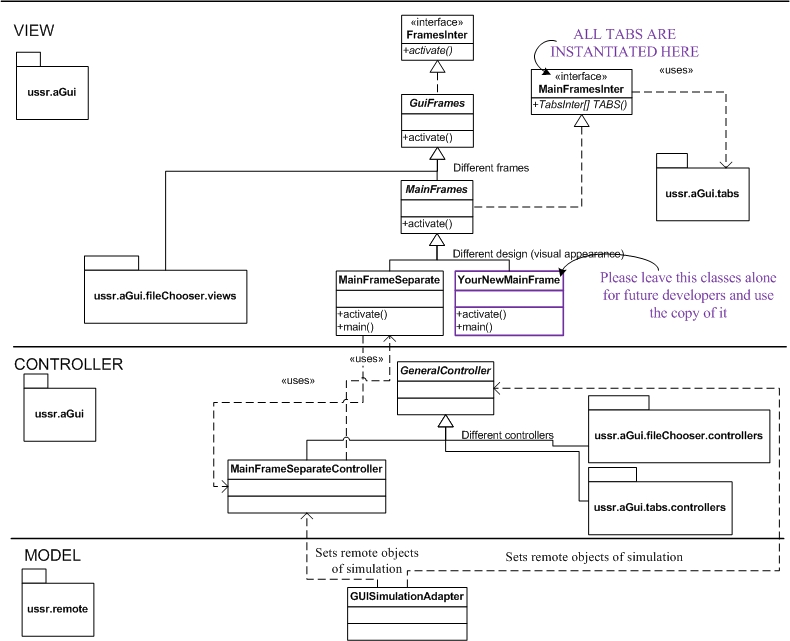 VIEW
ussr.aGui
«interface»
FramesInter
+activate()
ALL TABS ARE
INSTANTIATED HERE
«interface»
MainFramesInter
+TabsInter[] TABS()
«uses»
GuiFrames
+activate()
Different frames
ussr.aGui.tabs
MainFrames
+activate()
Different design (visual appearance)
ussr.aGui.fileChooser.views
MainFrameSeparate
+activate()
+main()
YourNewMainFrame
+activate()
+main()
Please leave this classes alone
for future developers and use
the copy of it
CONTROLLER
ussr.aGui
«uses»
«uses»
GeneralController
Different controllers
ussr.aGui.fileChooser.controllers
MainFrameSeparateController
ussr.aGui.tabs.controllers
MODEL
ussr.remote
Sets remote objects
of simulation
Sets remote objects of simulation
GUISimulationAdapter